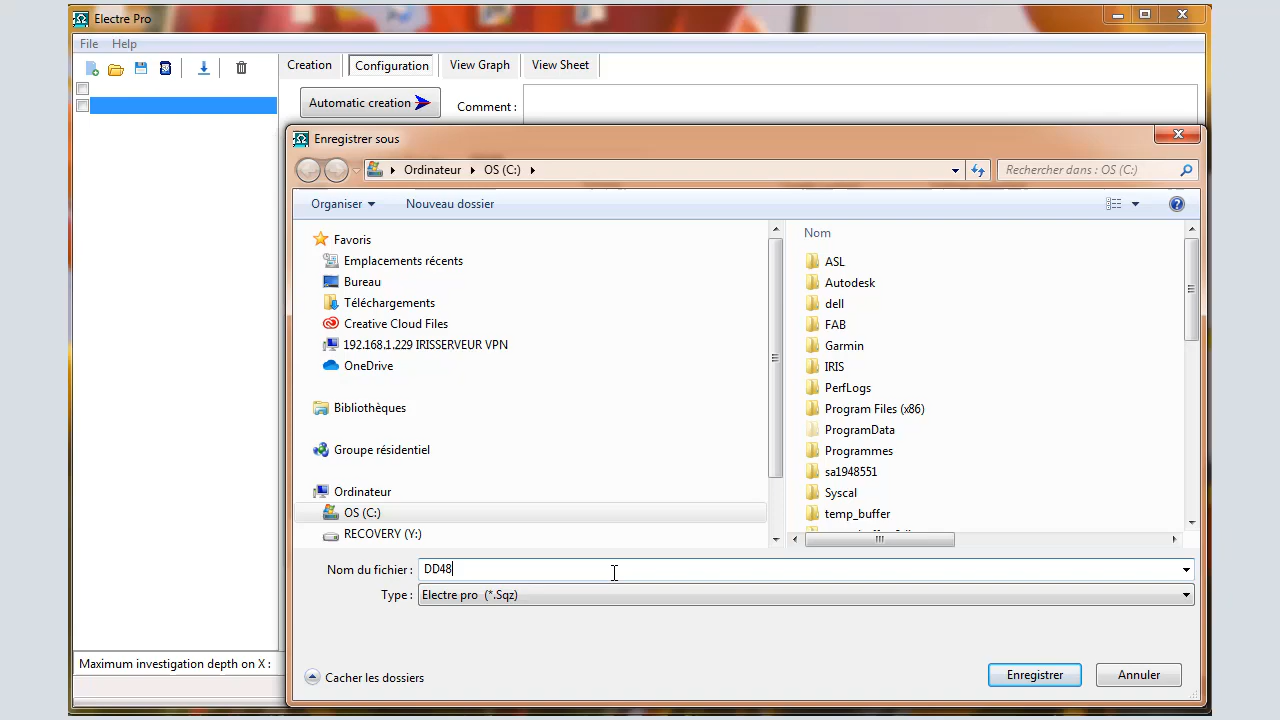 Electre Pro
File Help
Creation Configuration View Graph View Sheet
Automatic creation Comment :
Enregistrer sous
Ordinateur OS (C:) Rechercher dans : OS (C:)
Organiser Nouveau dossier
Favoris
Emplacements récents
Bureau
Téléchargements
Creative Cloud Files
192.168.1.229 IRISSERVEUR VPN
OneDrive
Bibliothèques
Groupe résidentiel
Ordinateur
OS (C:)
RECOVERY (Y:)
Nom
ASL
Autodesk
dell
FAB
Garmin
IRIS
PerfLogs
Program Files (x86)
ProgramData
Programmes
sa1948551
Syscal
temp_buffer
Nom du fichier : DD48
Type : Electre pro (*.Sqz)
Maximum investigation depth on X :
Cacher les dossiers Enregistrer Annuler